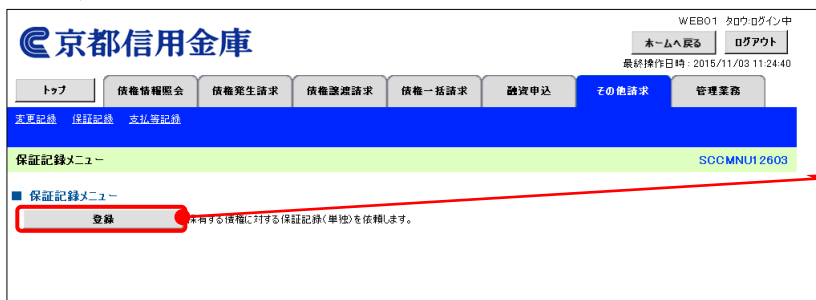 WEB01 タロウ:ログイン中
京都信用金庫
ホームへ戻る ログアウト
最終操作日時:2015/11/03 11:24:40
トップ 債権情報照会 債権発生請求 債権譲渡請求 債権一括請求 融資申込 その他請求 管理業務
変更記録 保証記録 支払等記録
保証記録メニュー SCCMNU12603
■ 保証記録メニュー
登録 有する債権に対する保証記録(単独)を依頼します。